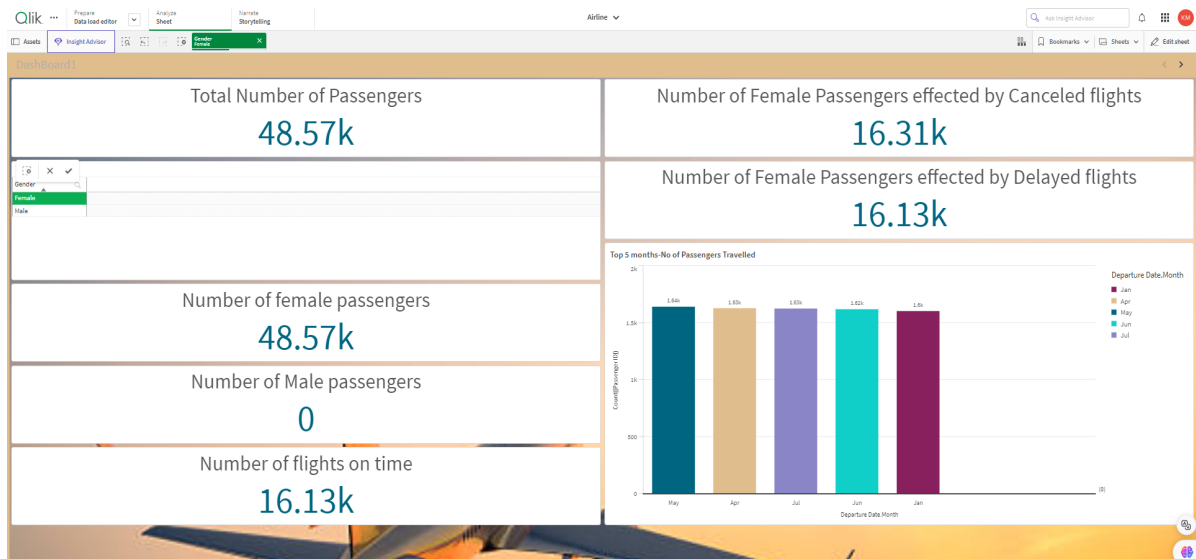 Qlik
Prepare
Data load editor
Analyze
Sheet
Narrate
Storytelling
Airline
Ask Insight Advisor
KM
Assets
Insight Advisor
Gender
Female
Bookmarks
Sheets
Edit sheet
DashBoard1
Total Number of Passengers
48.57k
Gender
Female
Male
Number of female passengers
48.57k
Number of Male passengers
0
Number of flights on time
16.13k
Number of Female Passengers effected by Canceled flights
16.31k
Number of Female Passengers effected by Delayed flights
16.13k
Top 5 months-No of Passengers Travelled
2k
1.5k
1k
500
0
Count([Passenger ID])
1.64k
1.63k
1.63k
1.62k
1.6k
May
Apr
Jul
Jun
Jan
Departure Date.Month
(0)
Departure Date.Month
Jan
Apr
May
Jun
Jul